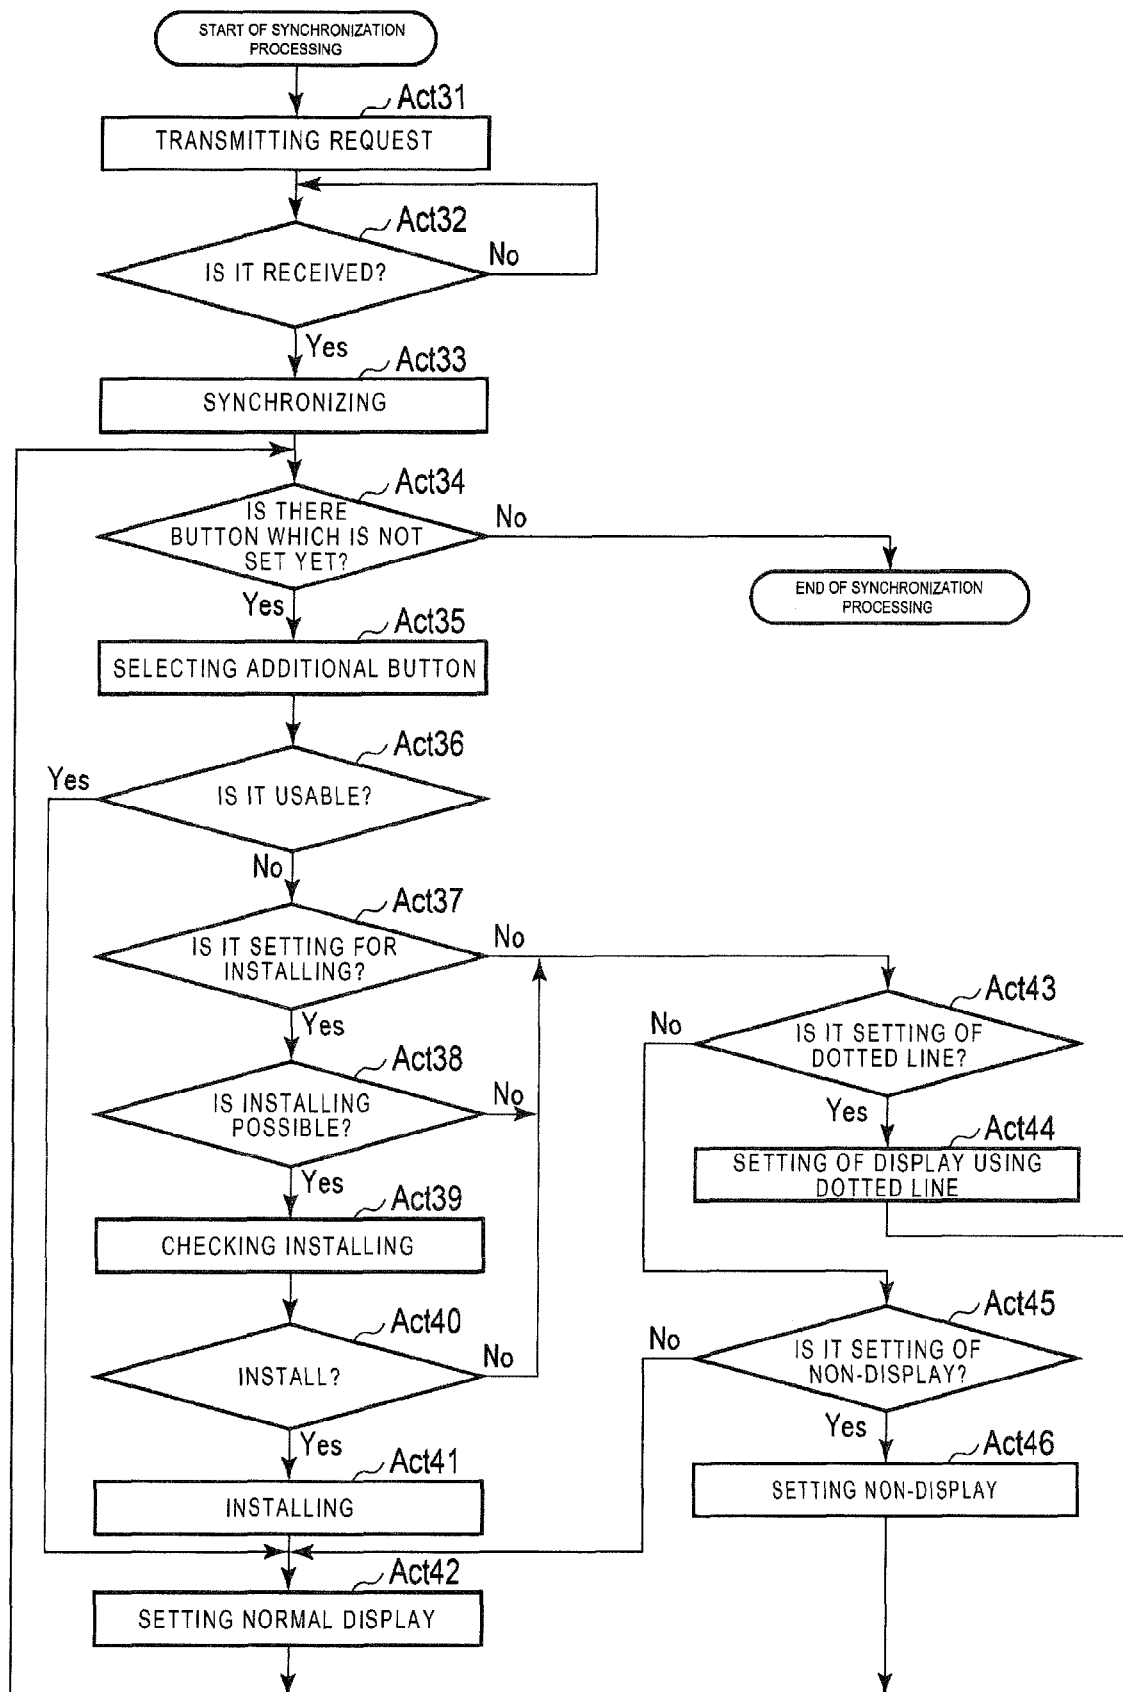 START OF SYNCHRONIZATION
PROCESSING
Act31
TRANSMITTING REQUEST
Act32
IS IT RECEIVED?
No
Yes
Act33
SYNCHRONIZING
Act34
IS THERE
BUTTON WHICH IS NOT
SET YET?
No
Yes
END OF SYNCHRONIZATION
PROCESSING
Act35
SELECTING ADDITIONAL BUTTON
Act36
IS IT USABLE?
Yes
No
Act37
IS IT SETTING FOR
INSTALLING?
No
Yes
Act38
IS INSTALLING
POSSIBLE?
No
Yes
Act39
CHECKING INSTALLING
Act40
INSTALL?
No
Yes
Act41
INSTALLING
Act42
SETTING NORMAL DISPLAY
Act43
IS IT SETTING OF
DOTTED LINE?
No
Yes
Act44
SETTING OF DISPLAY USING
DOTTED LINE
Act45
IS IT SETTING OF
NON-DISPLAY?
No
Yes
Act46
SETTING NON-DISPLAY